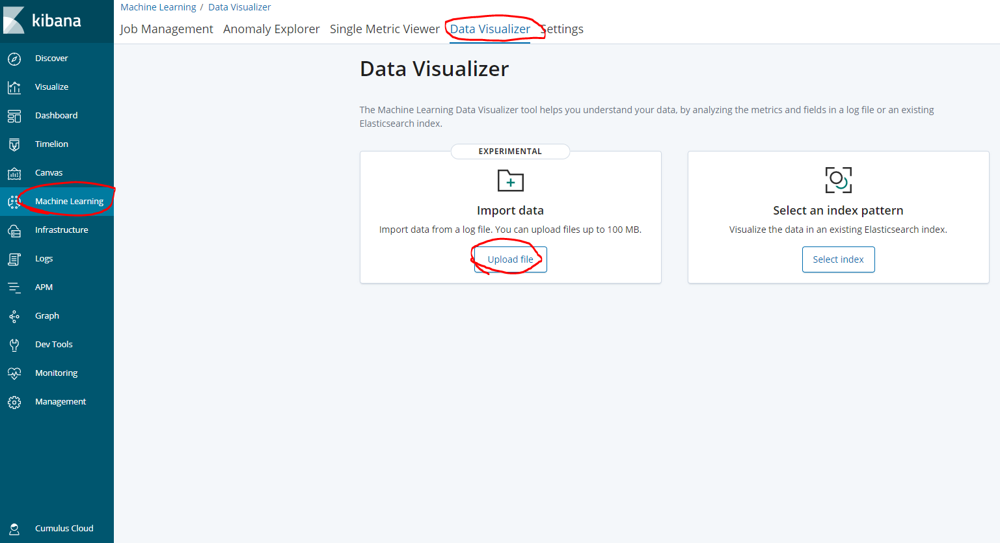 kibana
Discover
Visualize
Dashboard
Timelion
Canvas
Machine Learning
Infrastructure
Logs
APM
Graph
Dev Tools
Monitoring
Management
Cumulus Cloud
Machine Learning / Data Visualizer
Job Management Anomaly Explorer Single Metric Viewer Data Visualizer Settings
Data Visualizer
The Machine Learning Data Visualizer tool helps you understand your data, by analyzing the metrics and fields in a log file or an existing
Elasticsearch index.
EXPERIMENTAL
Import data
Import data from a log file. You can upload files up to 100 MB.
Upload file
Select an index pattern
Visualize the data in an existing Elasticsearch index.
Select index